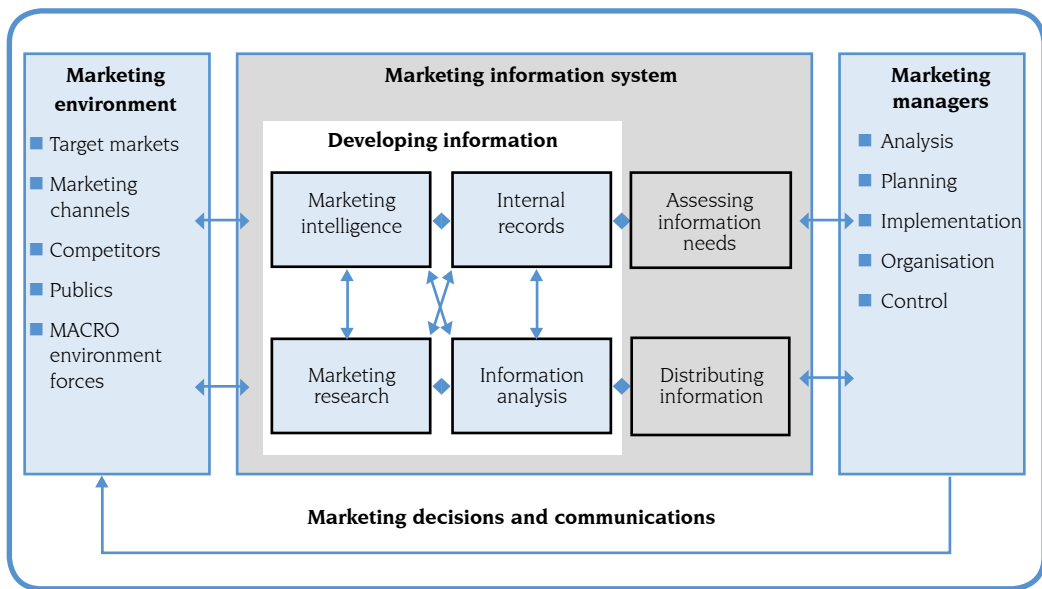 Marketing
environment
Target markets
Marketing
channels
Competitors
Publics
MACRO
environment
forces
Marketing information system
Developing information
Marketing
intelligence
Internal
records
Assessing
information
needs
Marketing
research
Information
analysis
Distributing
information
Marketing
managers
Analysis
Planning
Implementation
Organisation
Control
Marketing decisions and communications